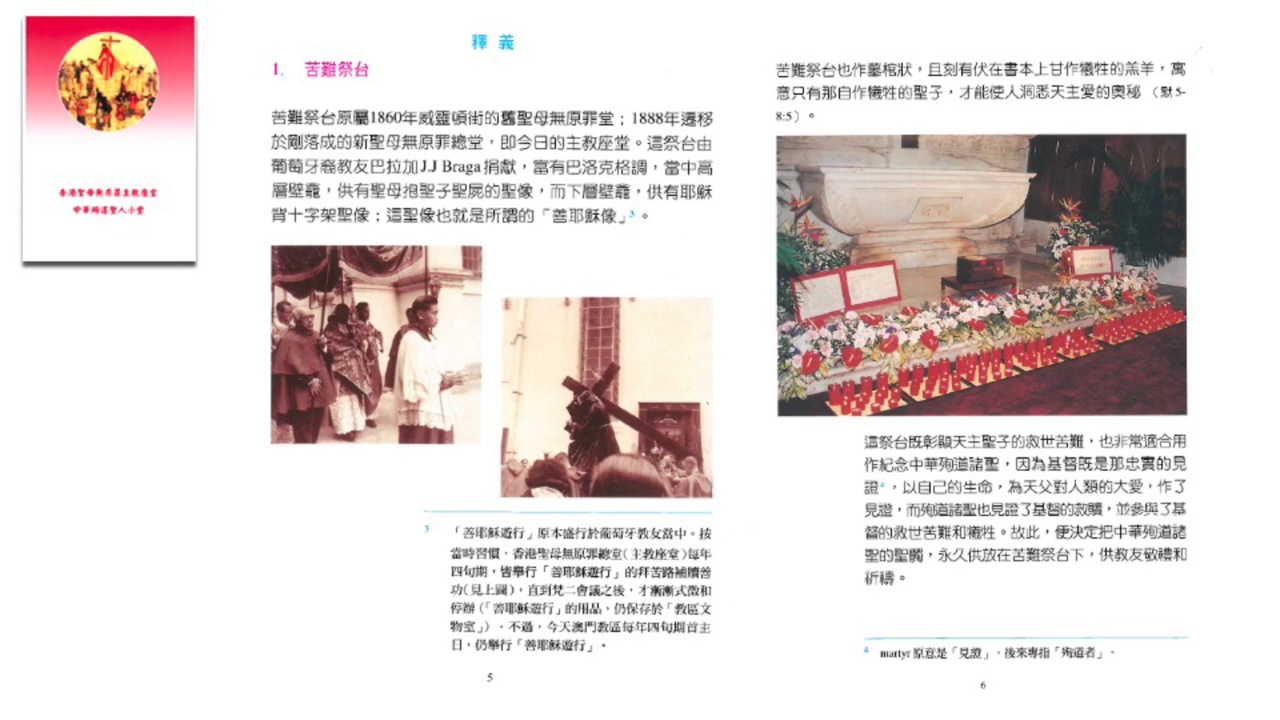 香港聖母無原罪主教座堂
中華殉道聖人小堂
釋義
1. 苦難祭台
苦難祭台原屬1860年威靈頓街的舊聖母無原罪堂；1888年遷移
於剛落成的新聖母無原罪總堂，即今日的主教座堂。這祭台由
葡萄牙裔教友巴拉加J.J Braga捐獻，富有巴洛克格調，當中高
層壁龕，供有聖母抱聖子聖屍的聖像，而下層壁龕，供有耶穌
背十字架聖像；這聖像也就是所謂的「善耶穌像」3。
3 「善耶穌遊行」原本盛行於葡萄牙教友當中。按
當時習慣，香港聖母無原罪總堂(主教座堂)每年
四旬期，皆舉行「善耶穌遊行」的拜苦路補贖善
功(見上圖)，直到梵二會議之後，才漸漸式微和
停辦(「善耶穌遊行」的用品，仍保存於「教區文
物室」)。不過，今天澳門教區每年四旬期首主
日，仍舉行「善耶穌遊行」。
5
苦難祭台也作墓棺狀，且刻有伏在書本上甘作犧牲的羔羊，寓
意只有那自作犧牲的聖子，才能使人洞悉天主愛的奧秘（默5-
8:5）。
這祭台既彰顯天主聖子的救世苦難，也非常適合用
作紀念中華殉道諸聖，因為基督既是那忠實的見
證4，以自己的生命，為天父對人類的大愛，作了
見證，而殉道諸聖也見證了基督的救贖，並參與了基
督的救世苦難和犧牲。故此，便決定把中華殉道諸
聖的聖髑，永久供放在苦難祭台下，供教友敬禮和
祈禱。
4 martyr原意是「見證」，後來專指「殉道者」。
6